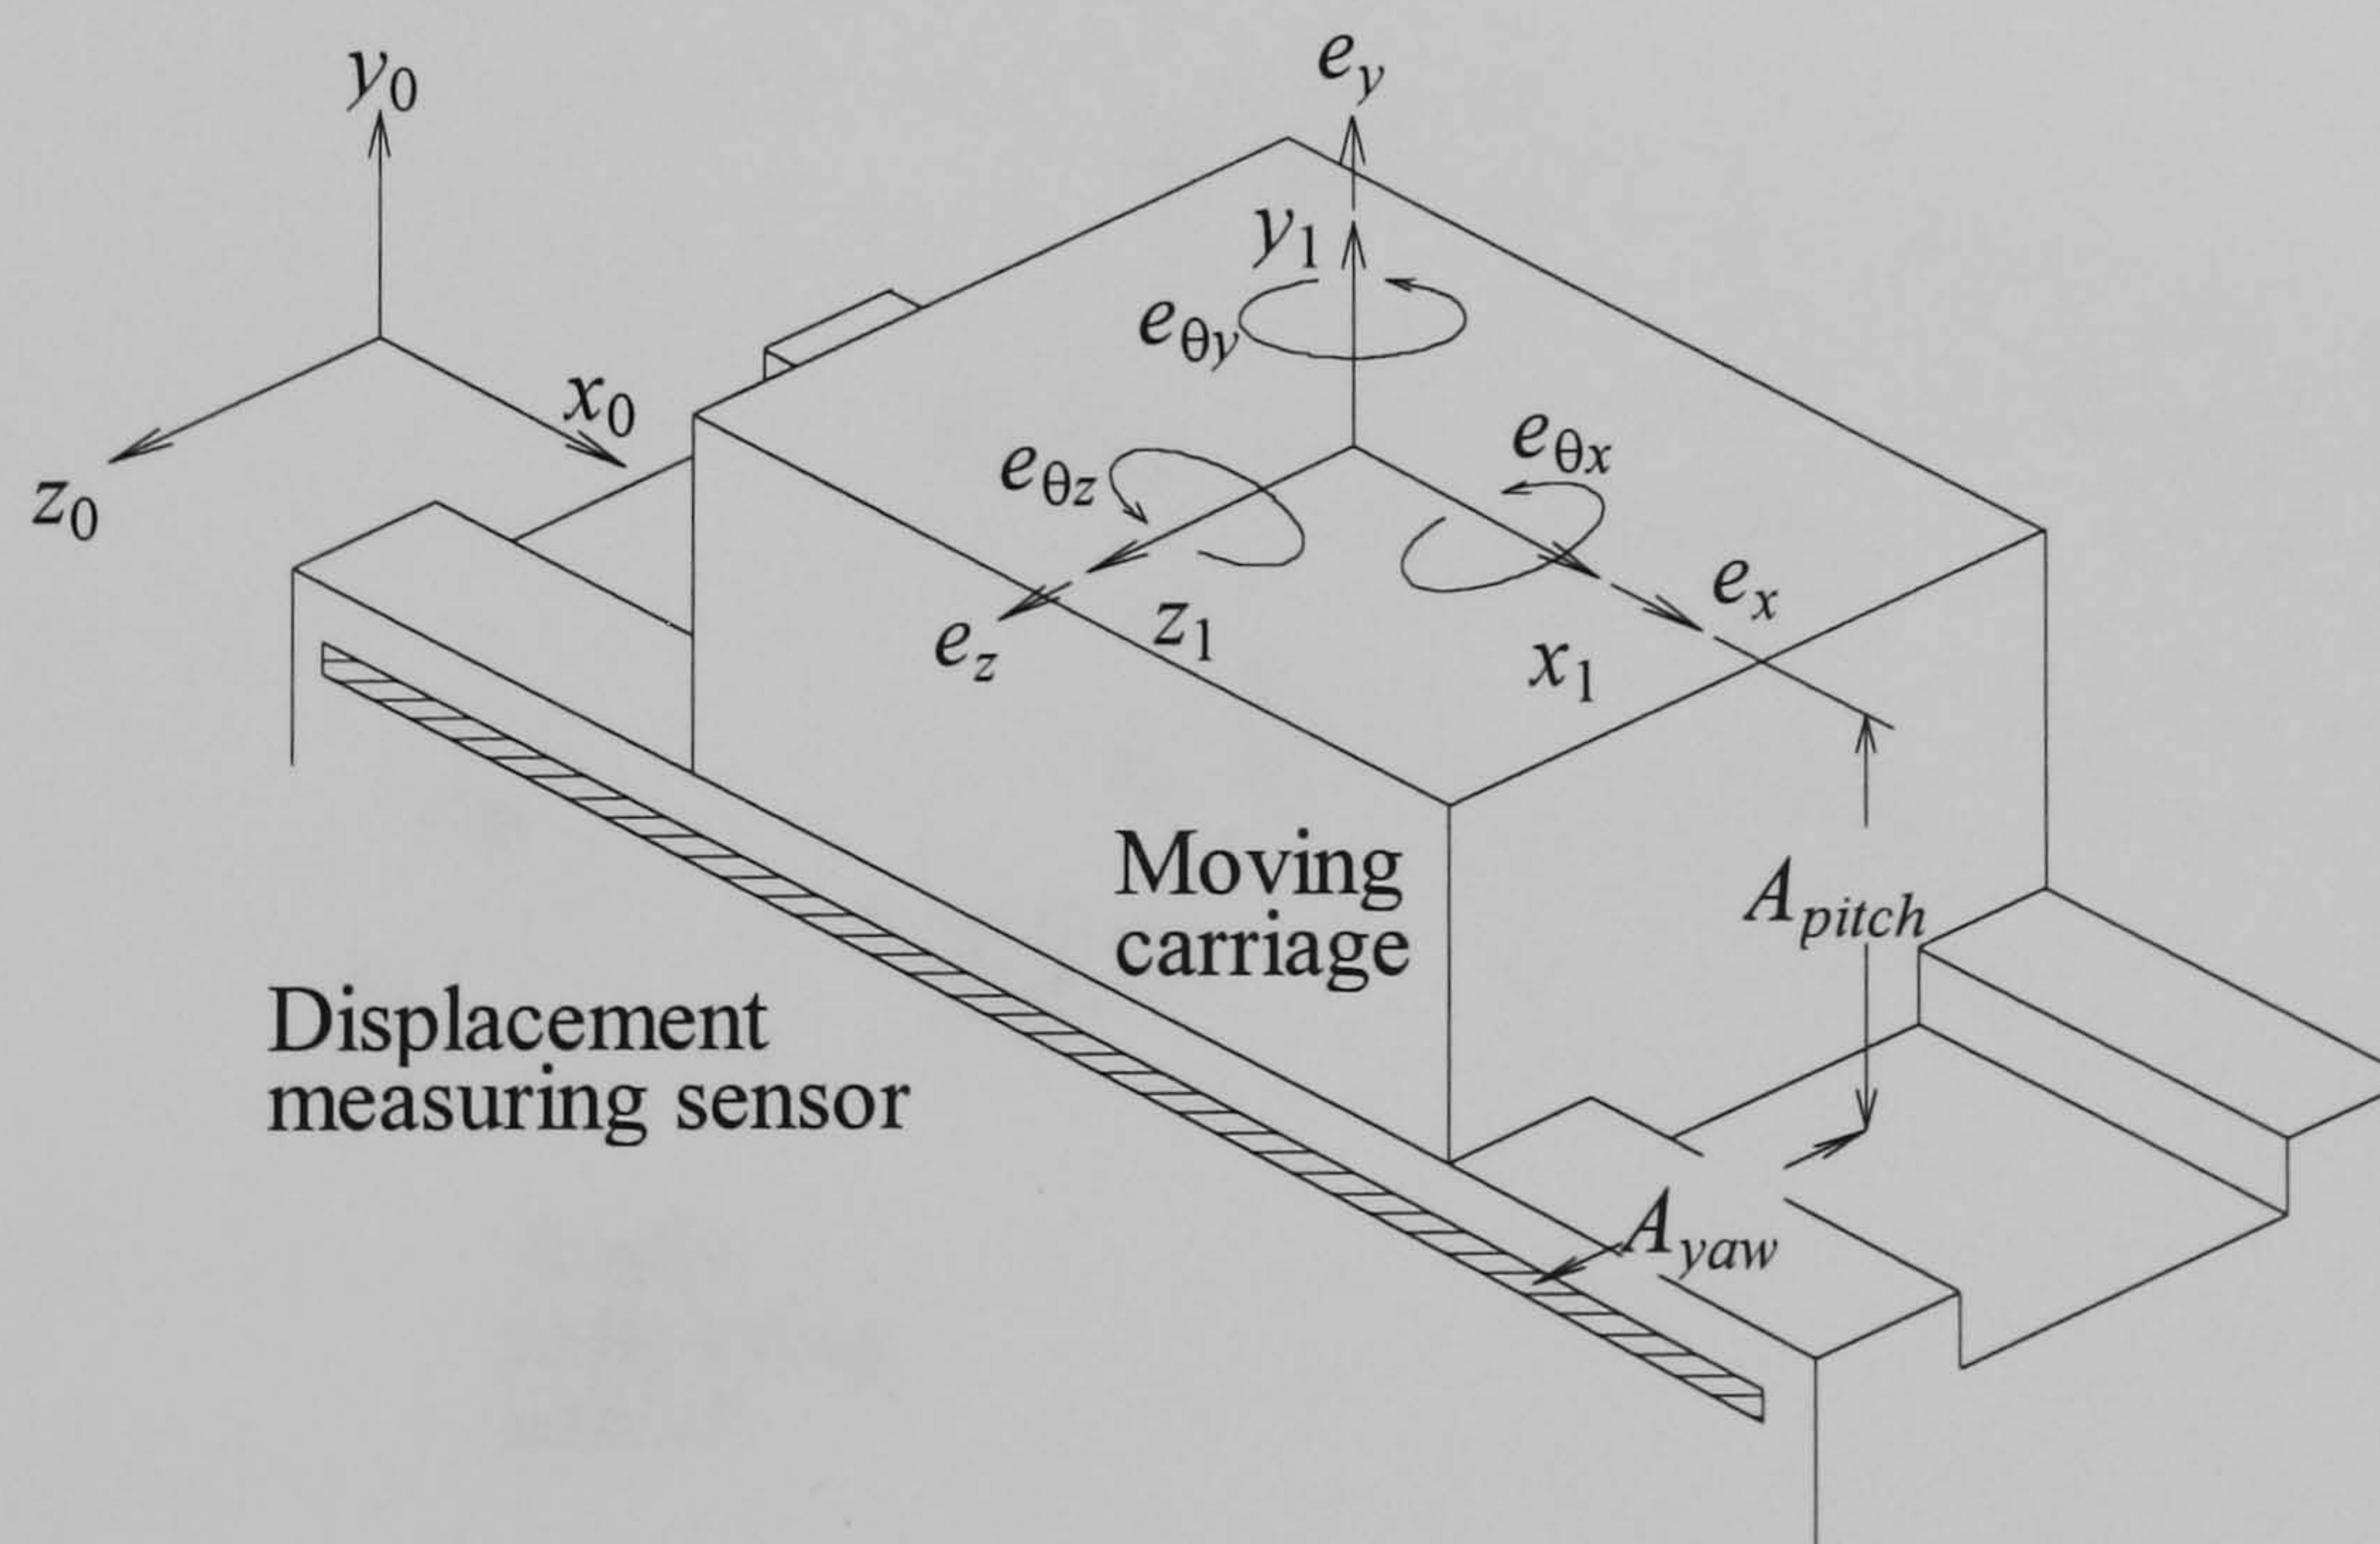 y0
ey
y1
eθy
x0
eθx
eθz
z0
ex
ez
z1
x1
Moving
carriage
Apitch
Displacement
measuring sensor
Ayaw